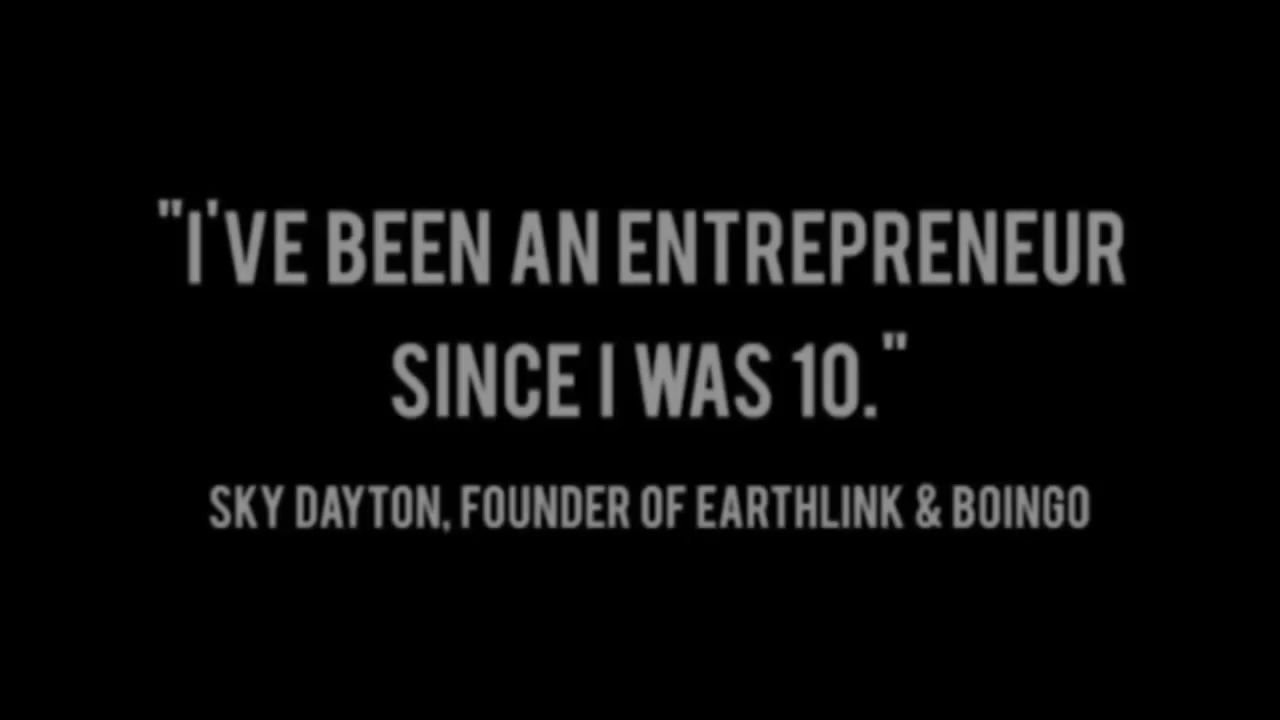 "I'VE BEEN AN ENTREPRENEUR
SINCE I WAS 10."
SKY DAYTON, FOUNDER OF EARTHLINK & BOINGO